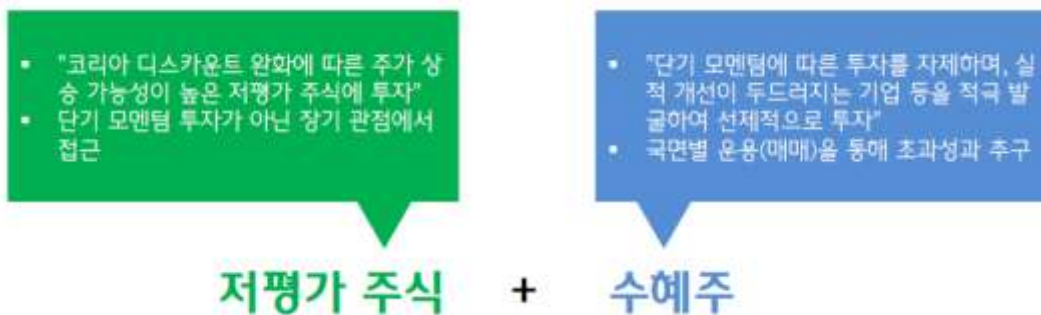 ▪ "코리아 디스카운트 완화에 따른 주가 상
승 가능성이 높은 저평가 주식에 투자"
▪ 단기 모멘텀 투자가 아닌 장기 관점에서
접근
▪ "단기 모멘텀에 따른 투자를 자제하며, 실
적 개선이 두드러지는 기업 등을 적극 발
굴하여 선제적으로 투자"
▪ 국면별 운용(매매)을 통해 초과성과 추구
저평가 주식 + 수혜주